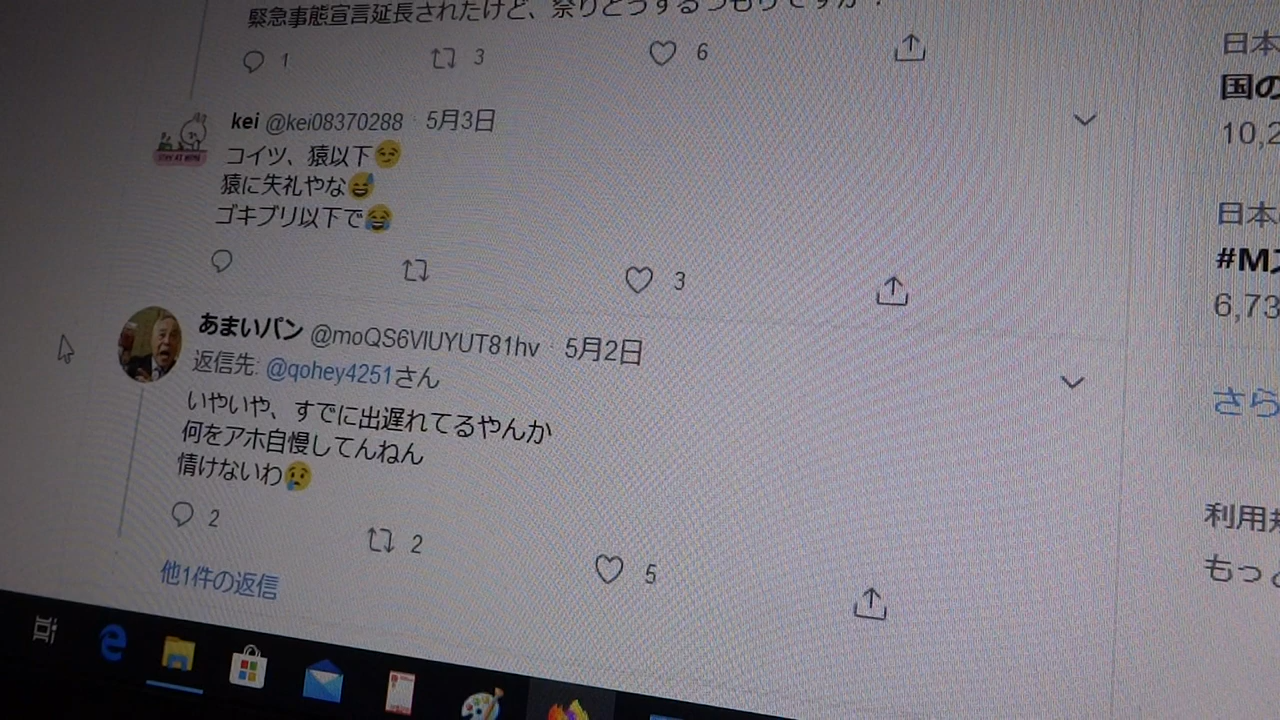 緊急事態宣言延長されたけど、祭りどうするつもりですか?
1 3 6
kei @kei08370288 · 5月3日
コイツ、猿以下😏
猿に失礼やな😅
ゴキブリ以下で😂
3
あまいパン @moQS6VlUYUT81hv · 5月2日
返信先: @qohey4251さん
いやいや、すでに出遅れてるやんか
何をアホ自慢してんねん
情けないわ😢
2 2 5
他1件の返信
日本
国の
10,2
日本
#M
6,73
さら
利用規
もっと
STAY AT HOME